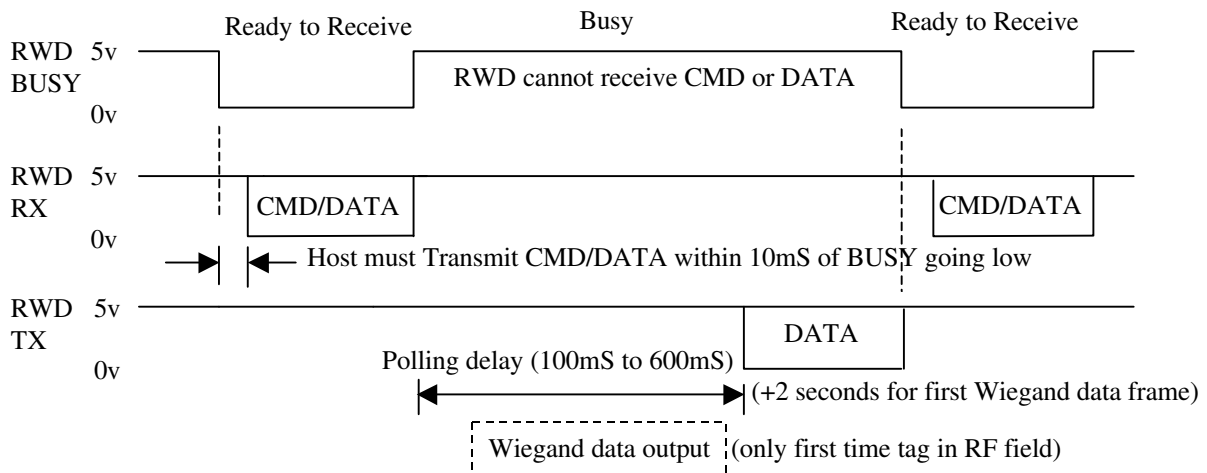 Ready to Receive Busy Ready to Receive
RWD 5v
BUSY RWD cannot receive CMD or DATA
0v
RWD 5v
RX CMD/DATA CMD/DATA
0v
Host must Transmit CMD/DATA within 10mS of BUSY going low
RWD 5v
TX DATA
0v Polling delay (100mS to 600mS)
(+2 seconds for first Wiegand data frame)
Wiegand data output (only first time tag in RF field)